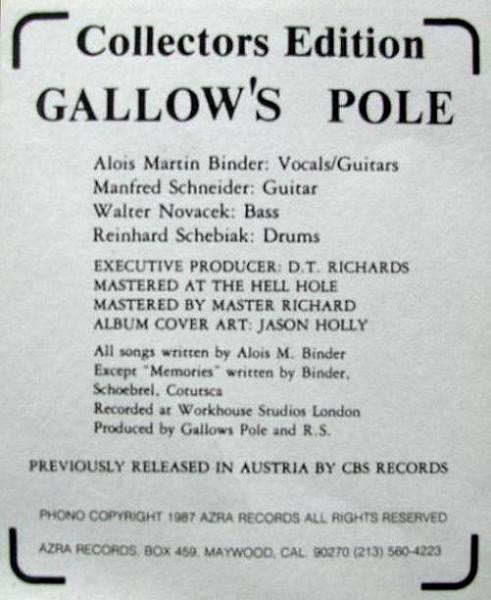 Collectors Edition
GALLOW'S POLE
Alois Martin Binder: Vocals/Guitars
Manfred Schneider: Guitar
Walter Novacek: Bass
Reinhard Schebiak: Drums
EXECUTIVE PRODUCER: D.T. RICHARDS
MASTERED AT THE HELL HOLE
MASTERED BY MASTER RICHARD
ALBUM COVER ART: JASON HOLLY
All songs written by Alois M. Binder
Except "Memories" written by Binder,
Schoebrel, Cotutsca
Recorded at Workhouse Studios London
Produced by Gallows Pole and R.S.
PREVIOUSLY RELEASED IN AUSTRIA BY CBS RECORDS
PHONO COPYRIGHT 1987 AZRA RECORDS ALL RIGHTS RESERVED
AZRA RECORDS, BOX 459, MAYWOOD, CAL. 90270 (213) 560-4223